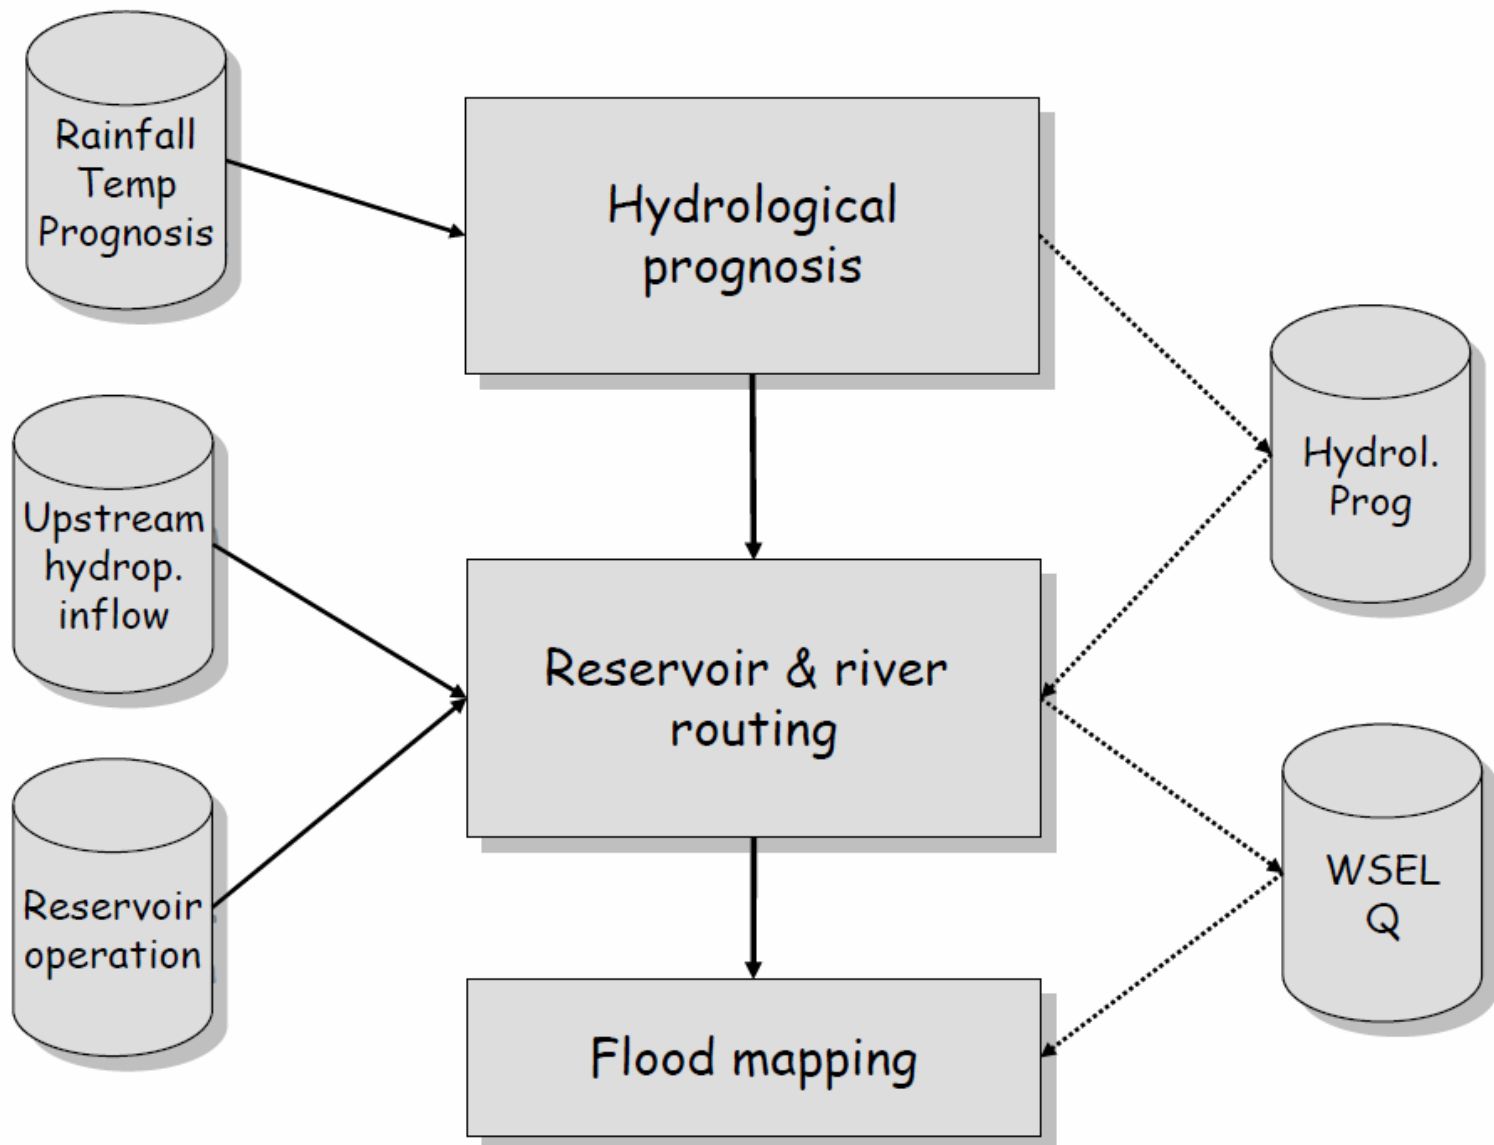 Rainfall
Temp
Prognosis
Hydrological
prognosis
Hydrol.
Prog
Upstream
hydrop.
inflow
Reservoir & river
routing
Reservoir
operation
WSEL
Q
Flood mapping